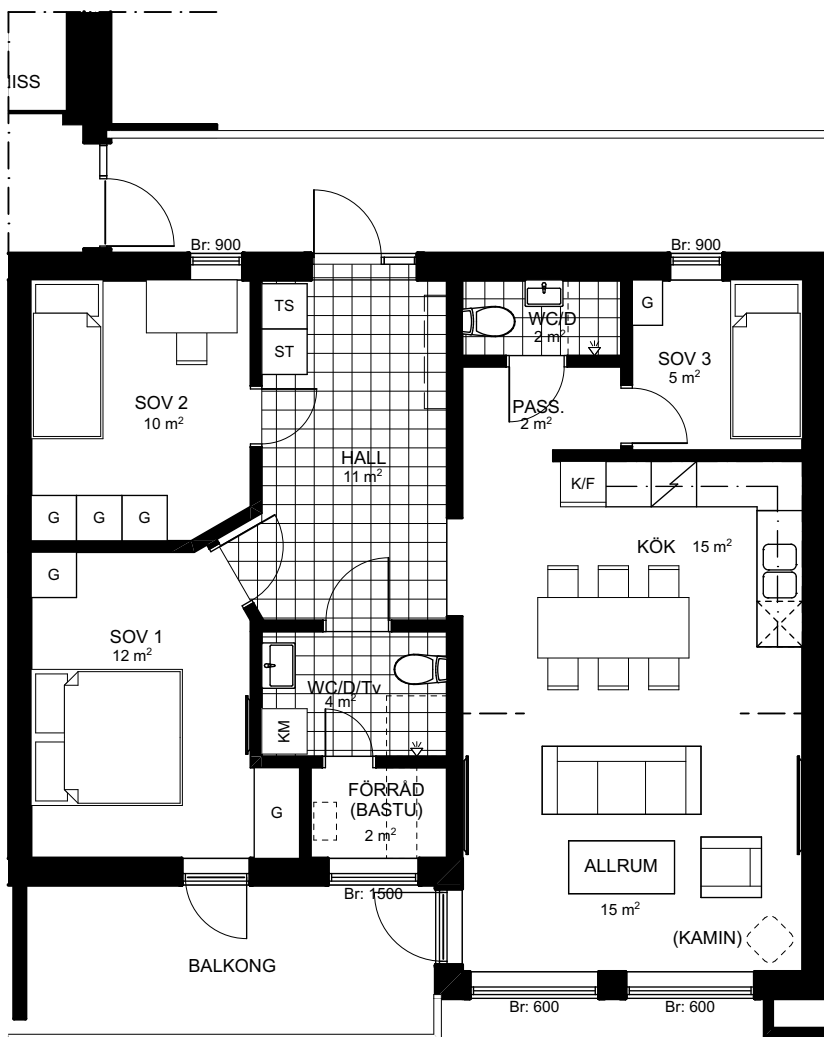 Br: 900
Br: 900
TS
ST
WC/D
2 m²
G
SOV 3
5 m²
SOV 2
10 m²
PASS.
2 m²
HALL
11 m²
K/F
G
G
G
KÖK
15 m²
G
SOV 1
12 m²
WC/D/Tv
4 m²
KM
FÖRRÅD
(BASTU)
2 m²
G
ALLRUM
15 m²
Br: 1500
(KAMIN)
BALKONG
Br: 600
Br: 600